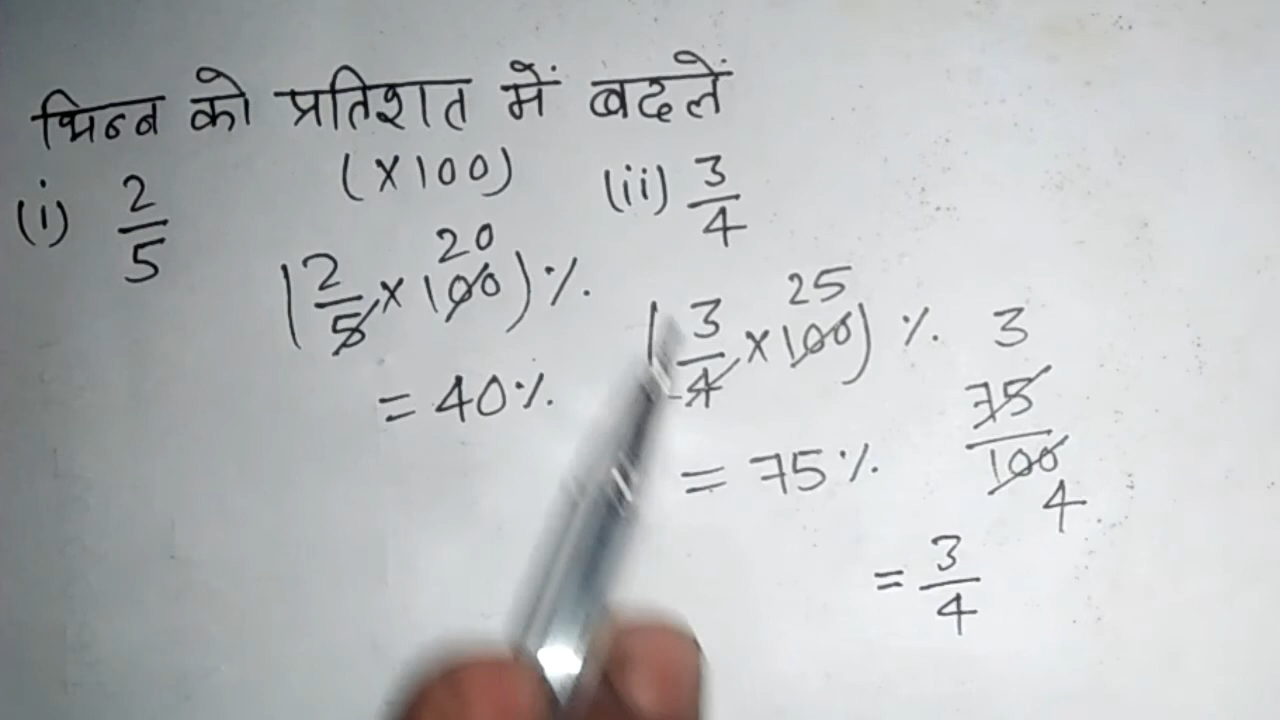 भिन्न को प्रतिशत में बदलें
(×100)
(i) 2/5
(2/5 × 100) %
20
= 40%
(ii) 3/4
(3/4 × 100) %
25
= 75%
3
75/100
4
= 3/4